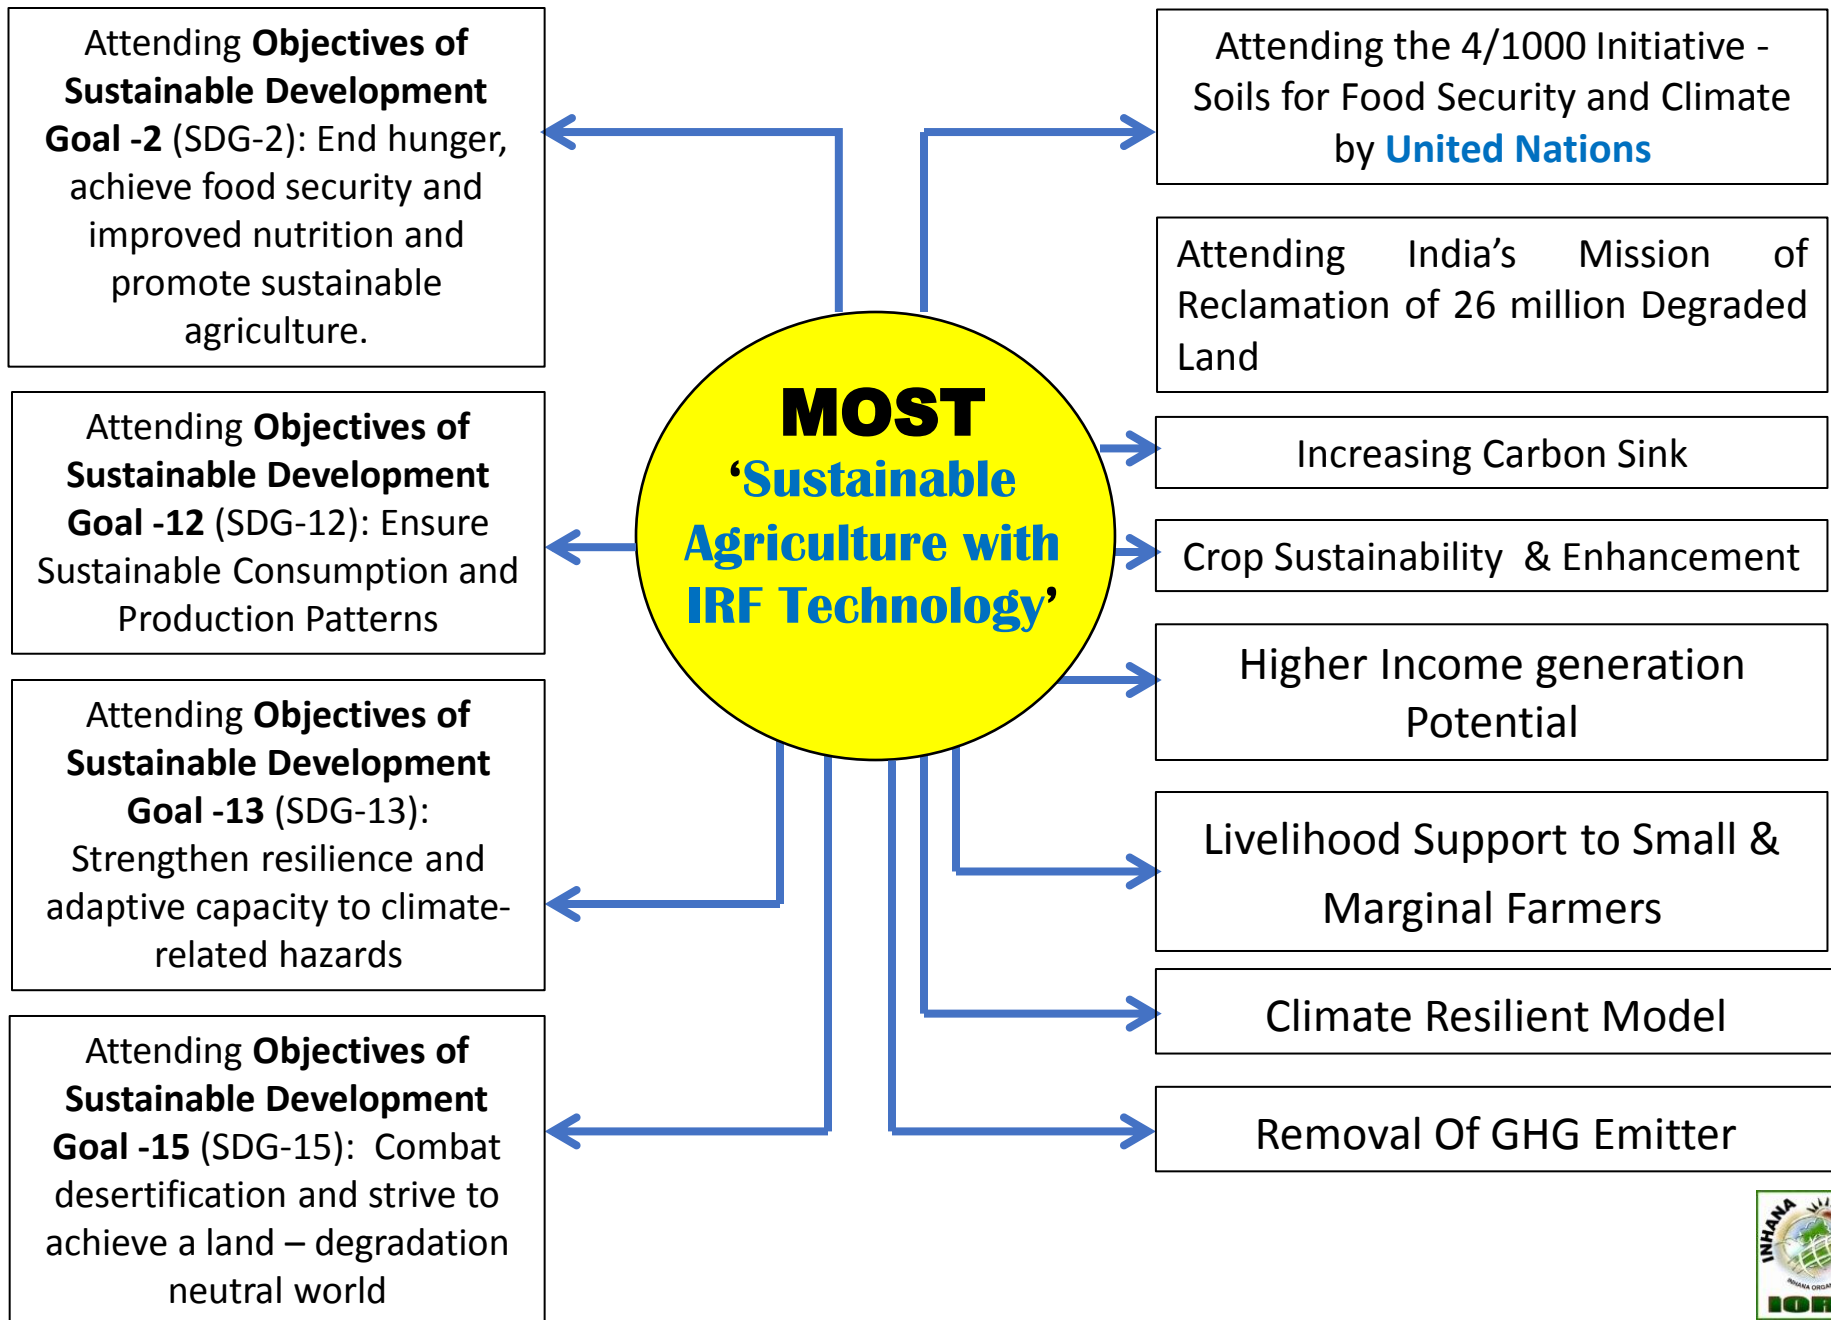 Attending Objectives of
Sustainable Development
Goal -2 (SDG-2): End hunger,
achieve food security and
improved nutrition and
promote sustainable
agriculture.
Attending Objectives of
Sustainable Development
Goal -12 (SDG-12): Ensure
Sustainable Consumption and
Production Patterns
Attending Objectives of
Sustainable Development
Goal -13 (SDG-13):
Strengthen resilience and
adaptive capacity to climate-
related hazards
Attending Objectives of
Sustainable Development
Goal -15 (SDG-15): Combat
desertification and strive to
achieve a land – degradation
neutral world
MOST
‘Sustainable
Agriculture with
IRF Technology’
Attending the 4/1000 Initiative -
Soils for Food Security and Climate
by United Nations
Attending India’s Mission of
Reclamation of 26 million Degraded
Land
Increasing Carbon Sink
Crop Sustainability & Enhancement
Higher Income generation
Potential
Livelihood Support to Small &
Marginal Farmers
Climate Resilient Model
Removal Of GHG Emitter
INHANA